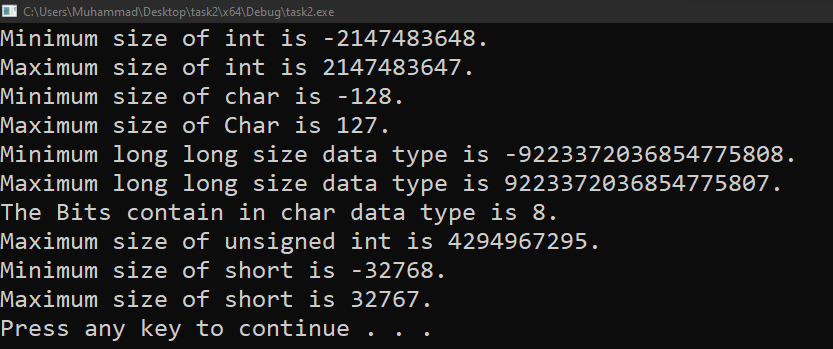 C:\Users\Muhammad\Desktop\task2\x64\Debug\task2.exe
Minimum size of int is -2147483648.
Maximum size of int is 2147483647.
Minimum size of char is -128.
Maximum size of Char is 127.
Minimum long long size data type is -9223372036854775808.
Maximum long long size data type is 9223372036854775807.
The Bits contain in char data type is 8.
Maximum size of unsigned int is 4294967295.
Minimum size of short is -32768.
Maximum size of short is 32767.
Press any key to continue . . .